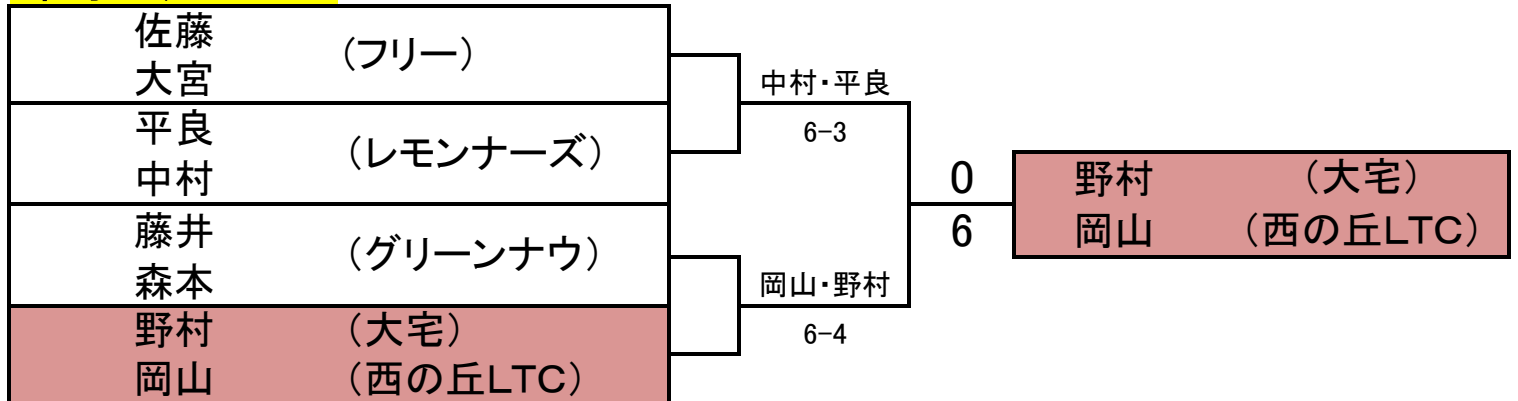 佐藤
(フリー)
大宮
中村・平良
平良
6-3
(レモンナーズ)
中村
0
野村 (大宅)
藤井
6
岡山 (西の丘LTC)
(グリーンナウ)
森本
岡山・野村
野村 (大宅)
6-4
岡山 (西の丘LTC)